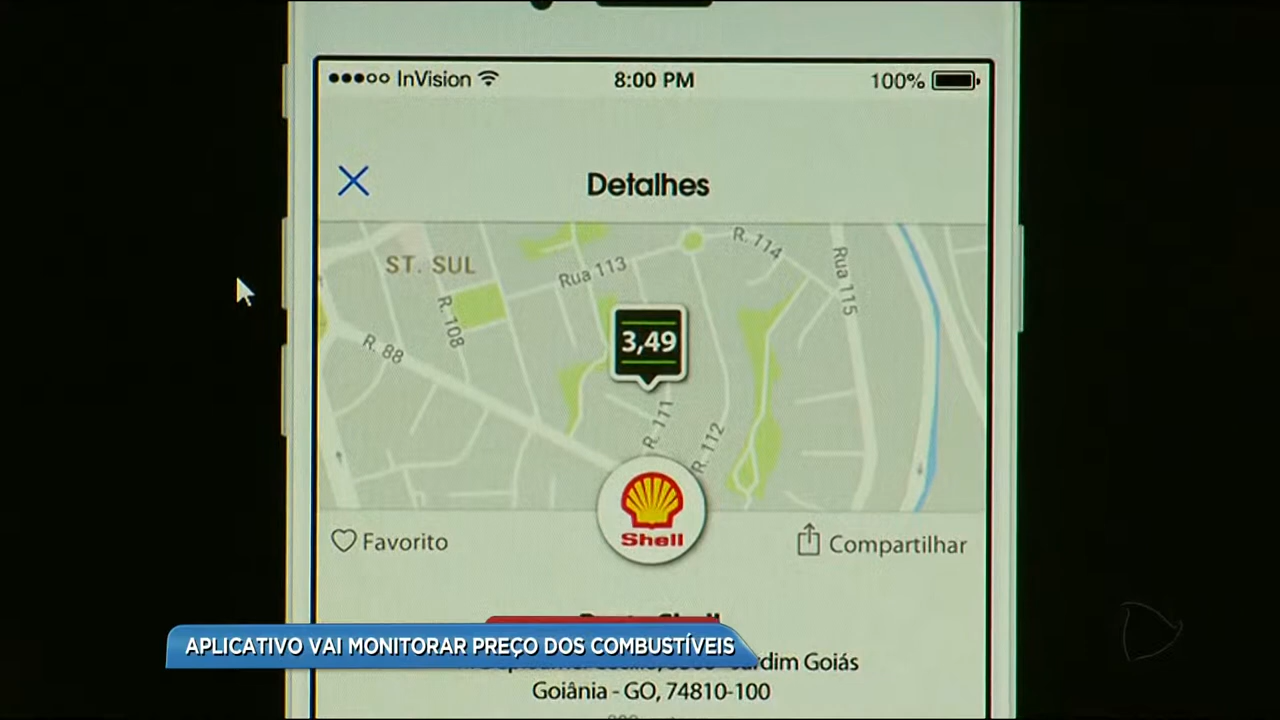 InVision 8:00 PM 100%
Detalhes
ST. SUL
Rua 113
R. 114
Rua 115
R. 108
R. 88
3,49
R. 111
R. 112
Shell
Favorito
Compartilhar
APLICATIVO VAI MONITORAR PREÇO DOS COMBUSTÍVEIS
Goiás
Goiânia - GO, 74810-100